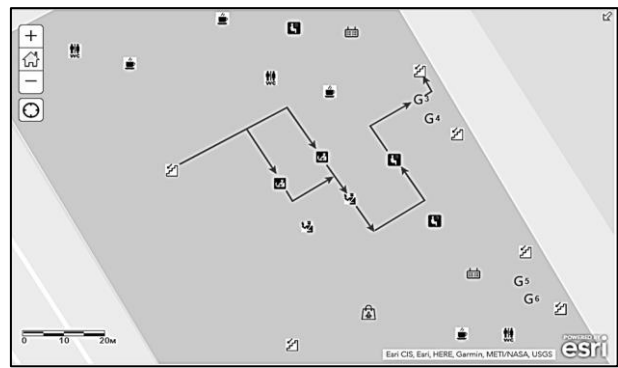 +
WC
WC
−
G3
G4
G5
G6
0 10 20м
WC
Esri CIS, Esri, HERE, Garmin, METI/NASA, USGS
POWERED BY
esri